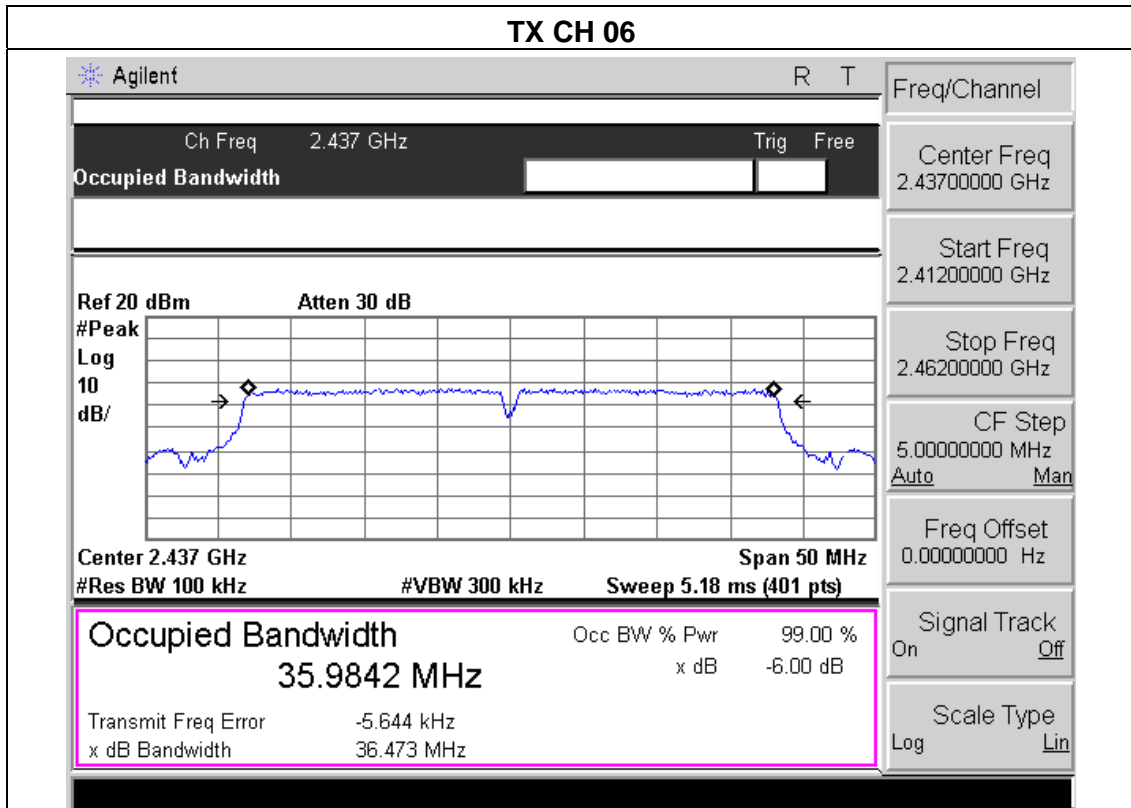 TX CH 06
Agilent R T
Freq/Channel
Ch Freq 2.437 GHz Trig Free
Occupied Bandwidth
Center Freq
2.43700000 GHz
Start Freq
2.41200000 GHz
Ref 20 dBm Atten 30 dB
#Peak
Log
10
dB/
Stop Freq
2.46200000 GHz
CF Step
5.00000000 MHz
Auto Man
Freq Offset
0.00000000 Hz
Center 2.437 GHz Span 50 MHz
#Res BW 100 kHz #VBW 300 kHz Sweep 5.18 ms (401 pts)
Occupied Bandwidth Occ BW % Pwr 99.00 %
35.9842 MHz x dB -6.00 dB
Transmit Freq Error -5.644 kHz
x dB Bandwidth 36.473 MHz
Signal Track
On Off
Scale Type
Log Lin